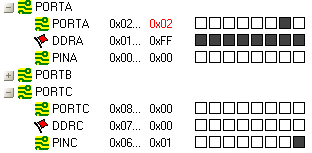 PORTA
PORTA 0x02... 0x02
DDRA 0x01... 0xFF
PINA 0x00... 0x00
PORTB
PORTC
PORTC 0x08... 0x00
DDRC 0x07... 0x00
PINC 0x06... 0x01